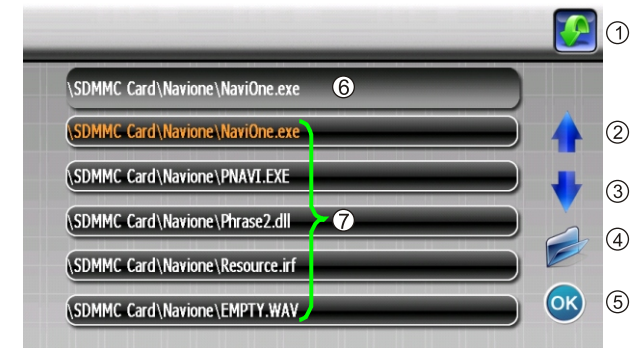 ①
\SDMMC Card\Navione\NaviOne.exe ⑥
\SDMMC Card\Navione\NaviOne.exe
②
\SDMMC Card\Navione\PNAVI.EXE
③
\SDMMC Card\Navione\Phrase2.dll ⑦
④
\SDMMC Card\Navione\Resource.irf
\SDMMC Card\Navione\EMPTY.WAV
OK ⑤